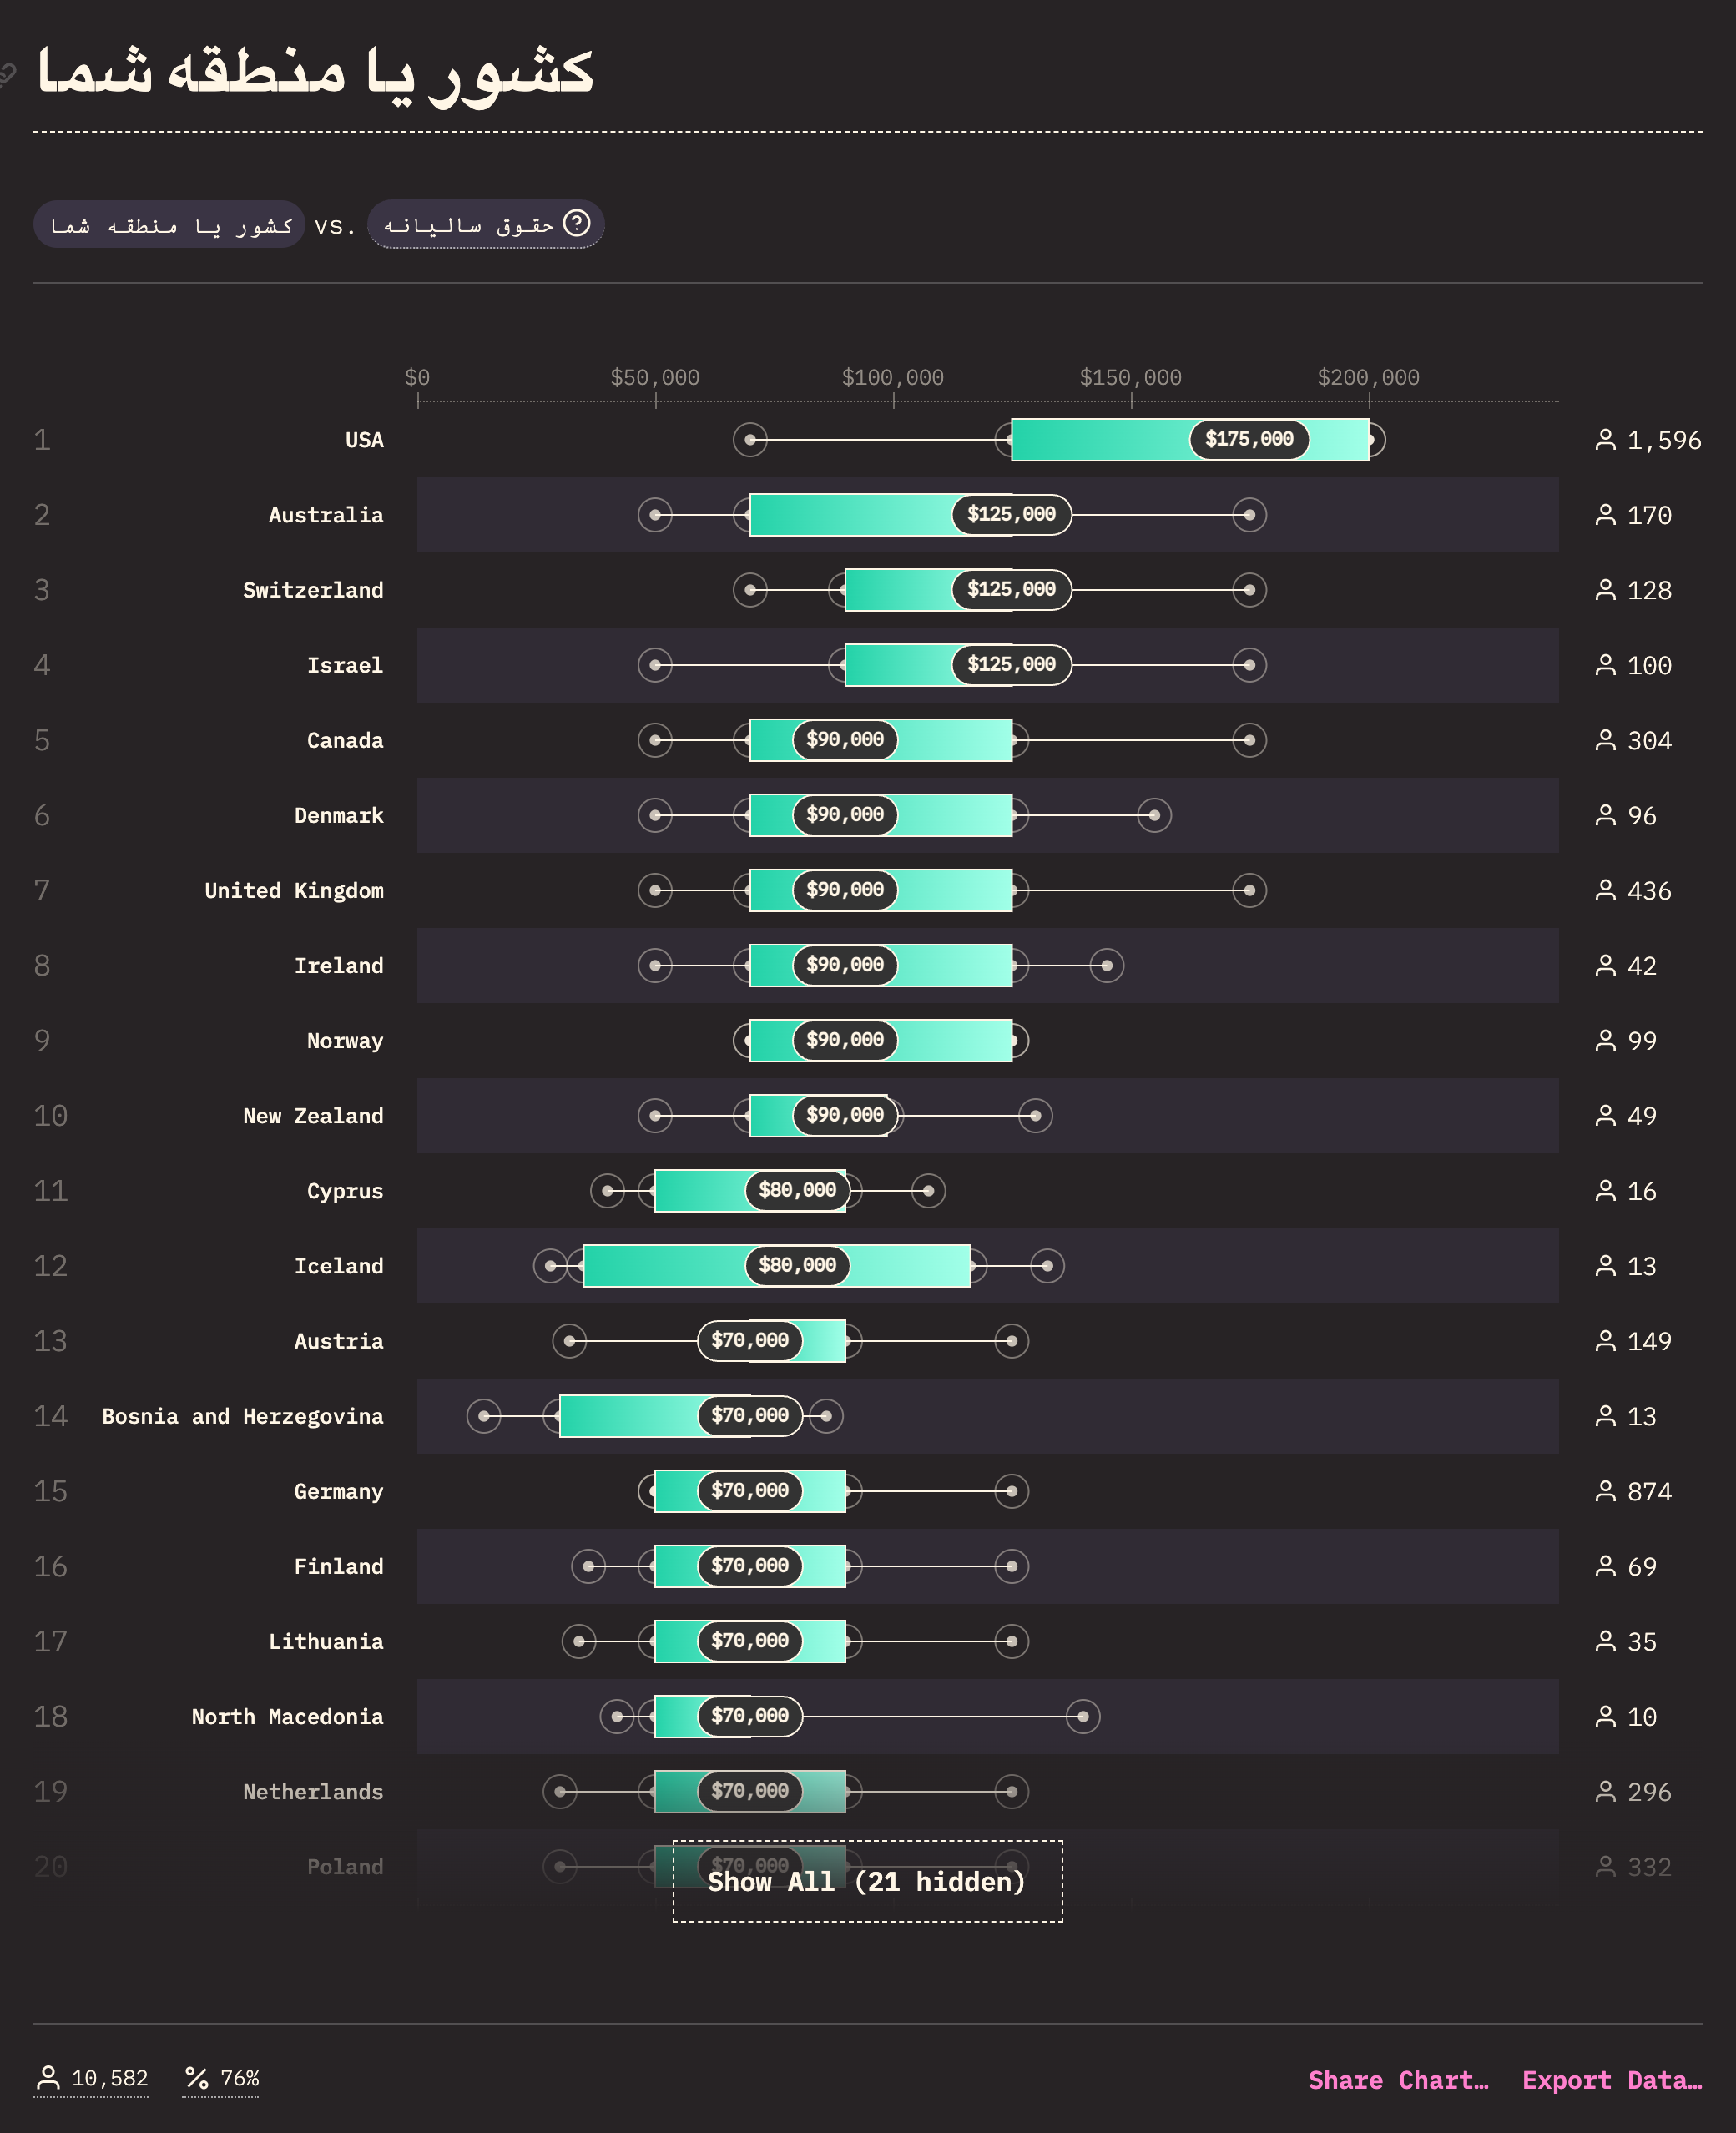 کشور یا منطقه شما
کشور یا منطقه شما vs. حقوق سالیانه
$0 $50,000 $100,000 $150,000 $200,000
1 USA $175,000 1,596
2 Australia $125,000 170
3 Switzerland $125,000 128
4 Israel $125,000 100
5 Canada $90,000 304
6 Denmark $90,000 96
7 United Kingdom $90,000 436
8 Ireland $90,000 42
9 Norway $90,000 99
10 New Zealand $90,000 49
11 Cyprus $80,000 16
12 Iceland $80,000 13
13 Austria $70,000 149
14 Bosnia and Herzegovina $70,000 13
15 Germany $70,000 874
16 Finland $70,000 69
17 Lithuania $70,000 35
18 North Macedonia $70,000 10
19 Netherlands $70,000 296
20 Poland $70,000 332
Show All (21 hidden)
10,582 76% Share Chart… Export Data…